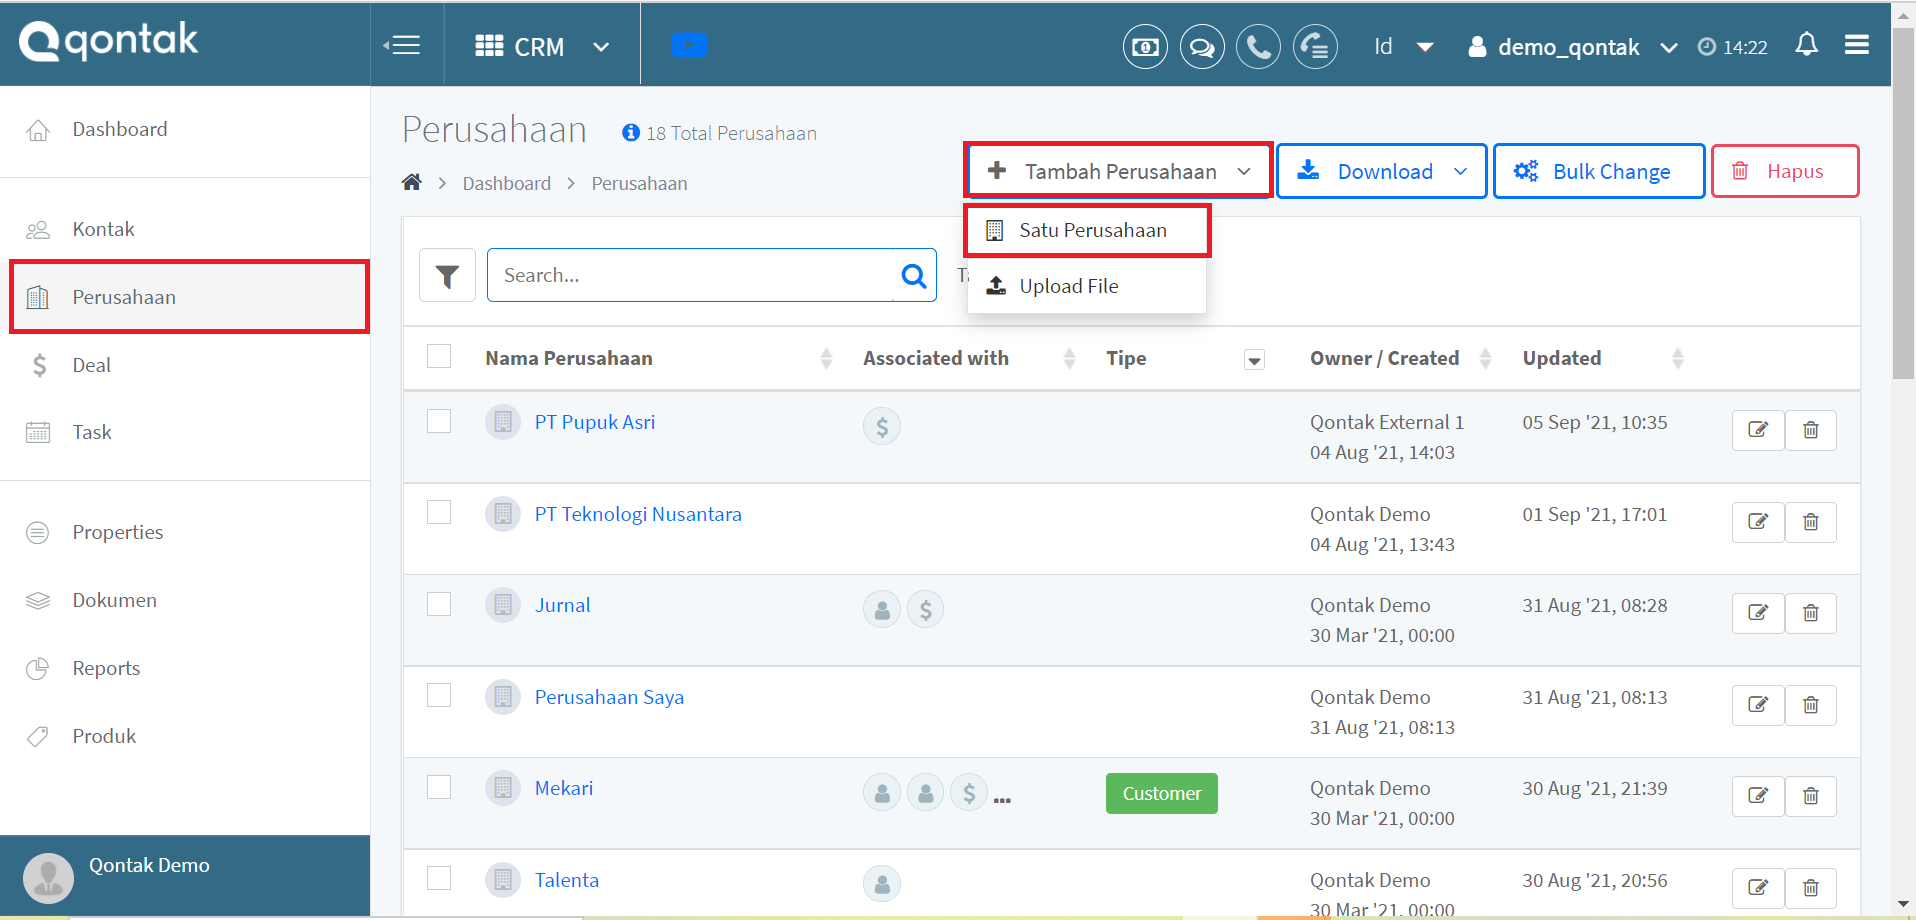 qontak
CRM
Id
demo_qontak
14:22
Dashboard
Kontak
Perusahaan
Deal
Task
Properties
Dokumen
Reports
Produk
Qontak Demo
Perusahaan
18 Total Perusahaan
Dashboard > Perusahaan
Tambah Perusahaan
Download
Bulk Change
Hapus
Satu Perusahaan
Upload File
Search...
Nama Perusahaan Associated with Tipe Owner / Created Updated
PT Pupuk Asri Qontak External 1 05 Sep '21, 10:35
04 Aug '21, 14:03
PT Teknologi Nusantara Qontak Demo 01 Sep '21, 17:01
04 Aug '21, 13:43
Jurnal Qontak Demo 31 Aug '21, 08:28
30 Mar '21, 00:00
Perusahaan Saya Qontak Demo 31 Aug '21, 08:13
31 Aug '21, 08:13
Mekari Customer Qontak Demo 30 Aug '21, 21:39
30 Mar '21, 00:00
Talenta Qontak Demo 30 Aug '21, 20:56
30 Mar '21, 00:00